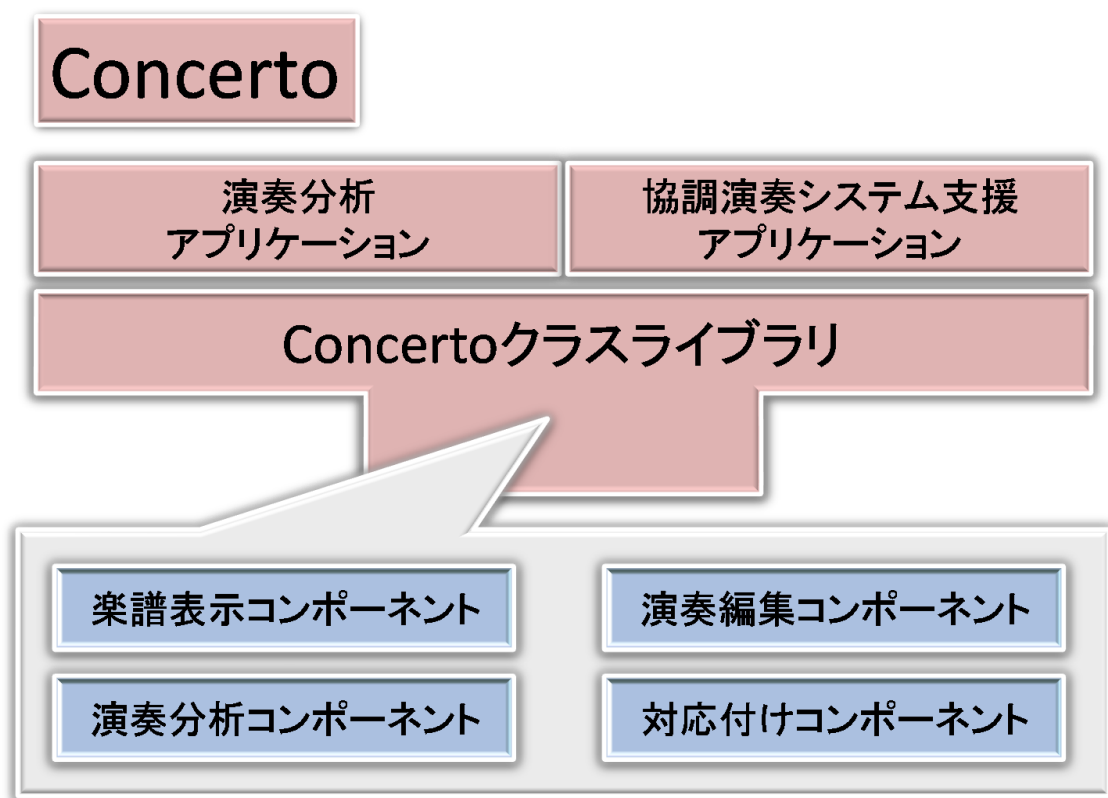 Concerto
演奏分析
アプリケーション
協調演奏システム支援
アプリケーション
Concertoクラスライブラリ
楽譜表示コンポーネント
演奏編集コンポーネント
演奏分析コンポーネント
対応付けコンポーネント